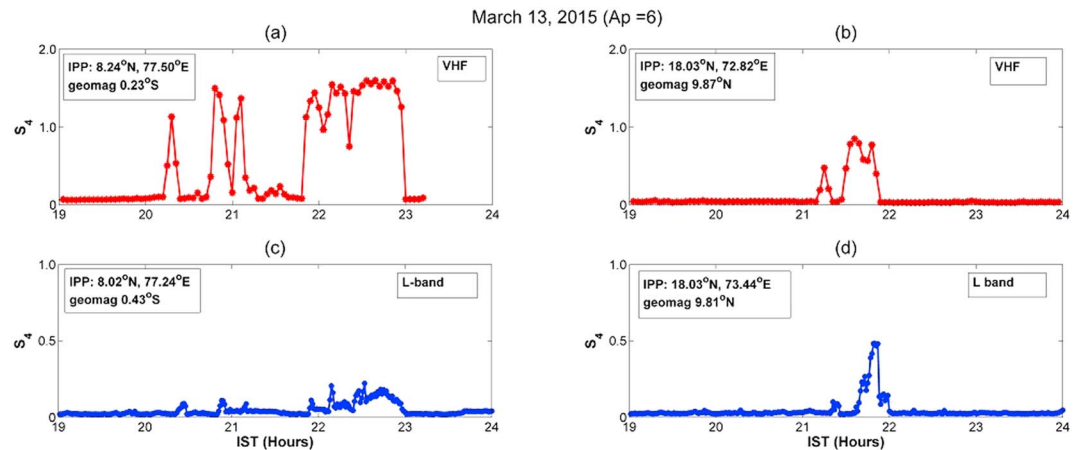 March 13, 2015 (Ap =6)
(a)
(b)
2.0
IPP: 8.24°N, 77.50°E
geomag 0.23°S
VHF
1.0
S4
0
19 20 21 22 23 24
2.0
IPP: 18.03°N, 72.82°E
geomag 9.87°N
VHF
1.0
S4
0
19 20 21 22 23 24
(c)
(d)
1.0
IPP: 8.02°N, 77.24°E
geomag 0.43°S
L-band
0.5
S4
0
19 20 21 22 23 24
IST (Hours)
1.0
IPP: 18.03°N, 73.44°E
geomag 9.81°N
L band
0.5
S4
0
19 20 21 22 23 24
IST (Hours)